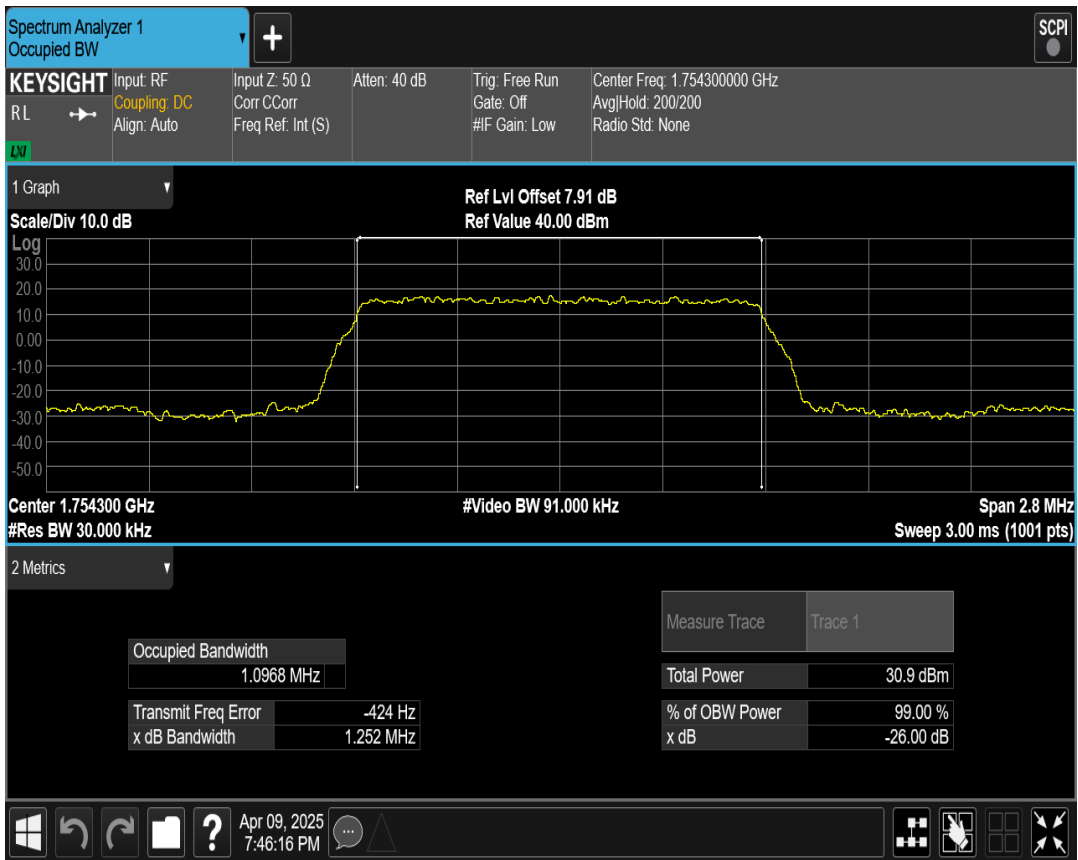 Spectrum Analyzer 1
Occupied BW
+
SCPI
KEYSIGHT
RL
LXI
Input: RF
Coupling: DC
Align: Auto
Input Z: 50 Ω
Corr CCorr
Freq Ref: Int (S)
Atten: 40 dB
Trig: Free Run
Gate: Off
#IF Gain: Low
Center Freq: 1.754300000 GHz
Avg|Hold: 200/200
Radio Std: None
1 Graph
Scale/Div 10.0 dB
Ref Lvl Offset 7.91 dB
Ref Value 40.00 dBm
Log
30.0
20.0
10.0
0.00
-10.0
-20.0
-30.0
-40.0
-50.0
Center 1.754300 GHz
#Video BW 91.000 kHz
Span 2.8 MHz
#Res BW 30.000 kHz
Sweep 3.00 ms (1001 pts)
2 Metrics
Measure Trace Trace 1
Occupied Bandwidth
1.0968 MHz
Total Power 30.9 dBm
Transmit Freq Error -424 Hz
% of OBW Power 99.00 %
x dB Bandwidth 1.252 MHz
x dB -26.00 dB
?
Apr 09, 2025
7:46:16 PM